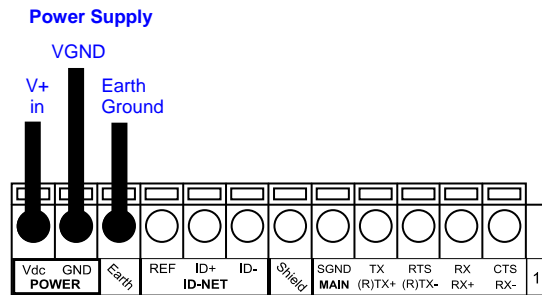 Power Supply
VGND
V+ in
Earth Ground
Vdc GND Earth REF ID+ ID- Shield SGND TX RTS RX CTS 1
POWER ID-NET MAIN (R)TX+ (R)TX- RX+ RX-